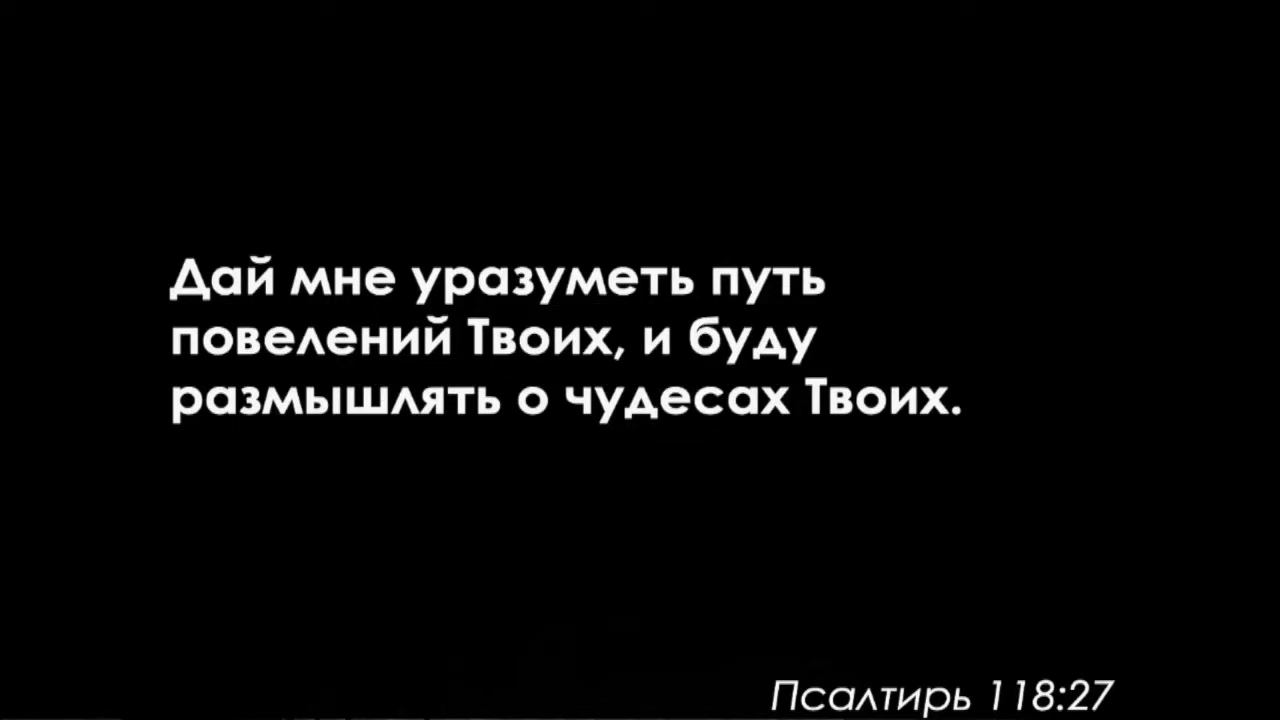 Дай мне уразуметь путь
повелений Твоих, и буду
размышлять о чудесах Твоих.
Псалтирь 118:27